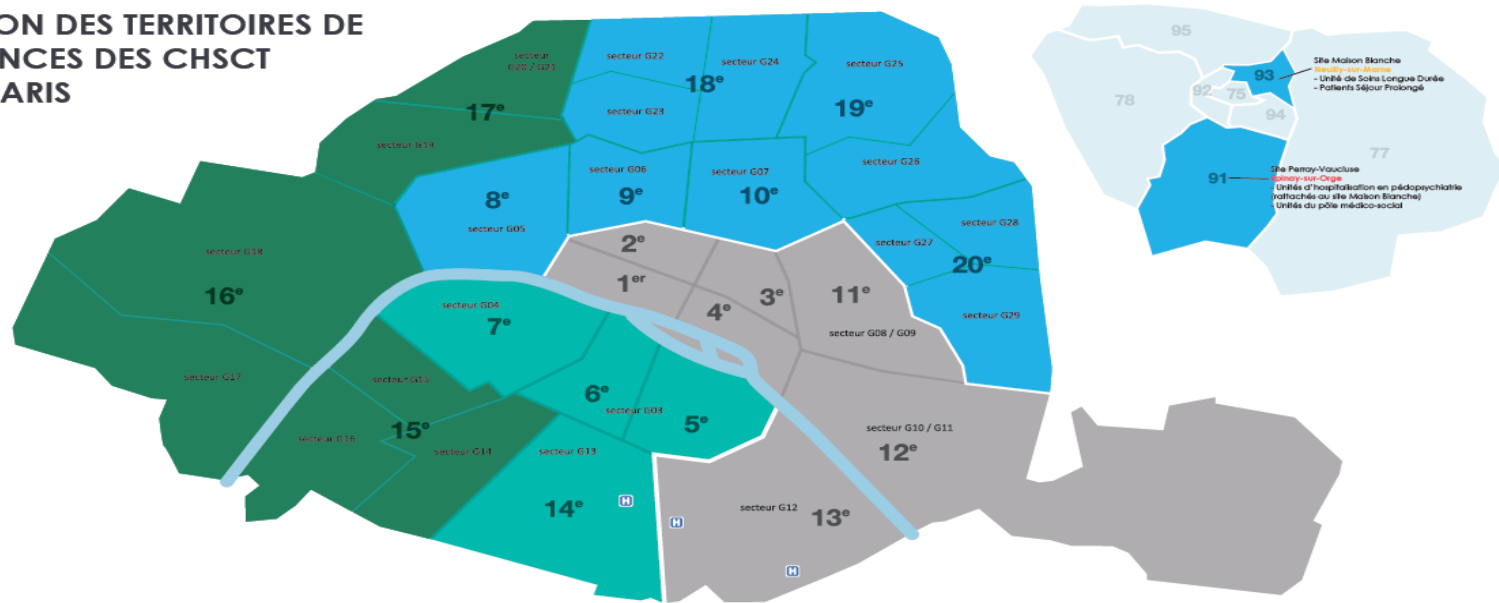 ON DES TERRITOIRES DE
NCES DES CHSCT
ARIS
secteur
G20 / G21
17e
secteur G19
secteur G22
secteur G23
18e
secteur G24
secteur G25
19e
secteur G26
8e
secteur G05
secteur G06
9e
secteur G07
10e
secteur G28
secteur G27
20e
secteur G29
secteur G18
16e
secteur G17
2e
1er
3e
4e
11e
secteur G08 / G09
secteur G04
7e
6e
secteur G03
5e
secteur G15
15e
secteur G16
secteur G14
secteur G13
14e
H
H
H
secteur G12
13e
secteur G10 / G11
12e
95
93
92
75
94
78
77
91
Site Maison Blanche
Neuilly-sur-Marne
- Unité de Soins Longue Durée
- Patients Séjour Prolongé
Site Perray-Vaucluse
Epinay-sur-Orge
- Unités d'hospitalisation en pédopsychiatrie
(rattachés au site Maison Blanche)
- Unités du pôle médico-social